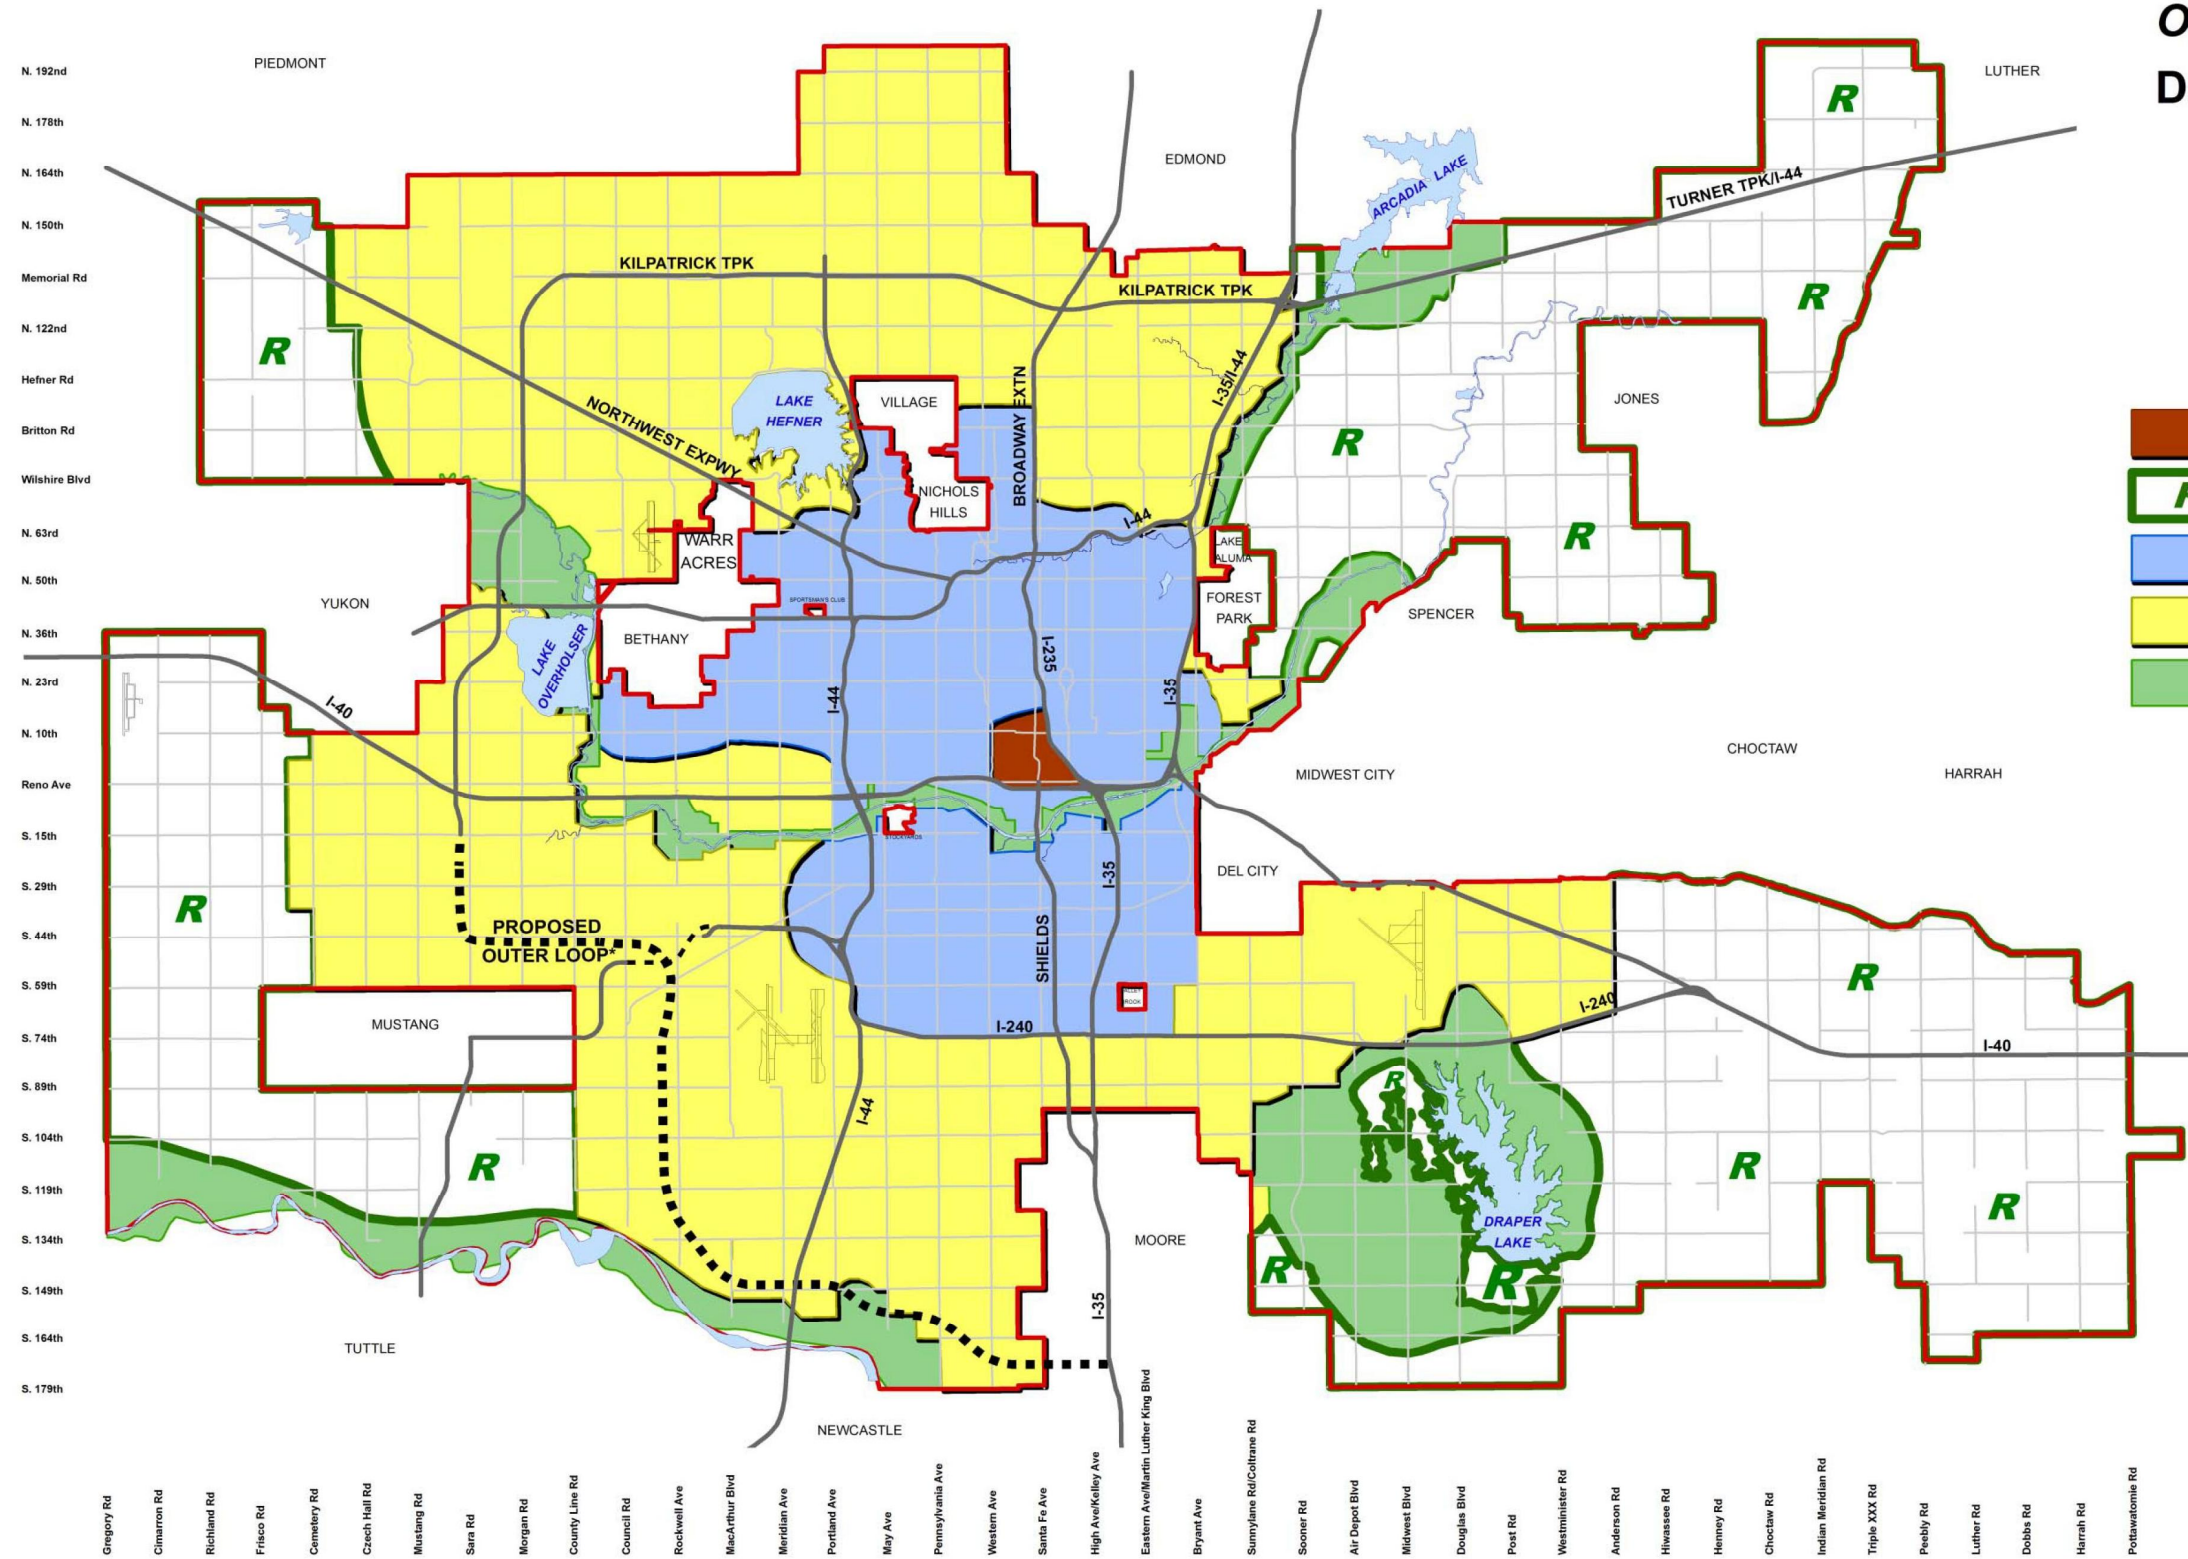 O
D
PIEDMONT
LUTHER
EDMOND
N. 192nd
N. 178th
N. 164th
N. 150th
Memorial Rd
N. 122nd
Hefner Rd
Britton Rd
Wilshire Blvd
N. 63rd
N. 50th
N. 36th
N. 23rd
N. 10th
Reno Ave
S. 15th
S. 29th
S. 44th
S. 59th
S. 74th
S. 89th
S. 104th
S. 119th
S. 134th
S. 149th
S. 164th
S. 179th
R
ARCADIA LAKE
TURNER TPK/I-44
KILPATRICK TPK
KILPATRICK TPK
R
R
I-35/I-44
LAKE
HEFNER
VILLAGE
BROADWAY EXTN
JONES
NORTHWEST EXPWY
R
NICHOLS
HILLS
I-44
R
WARR
ACRES
LAKE
ALUMA
YUKON
SPORTSMAN'S CLUB
FOREST
PARK
SPENCER
BETHANY
LAKE
OVERHOLSER
I-235
I-40
I-44
I-35
CHOCTAW
MIDWEST CITY
HARRAH
STOCKYARDS
DEL CITY
I-35
R
PROPOSED
OUTER LOOP*
SHIELDS
R
VALLEY
BROOK
I-240
I-240
MUSTANG
I-40
R
I-44
R
R
R
DRAPER
LAKE
MOORE
R
R
I-35
TUTTLE
NEWCASTLE
Gregory Rd
Cimarron Rd
Richland Rd
Frisco Rd
Cemetery Rd
Czech Hall Rd
Mustang Rd
Sara Rd
Morgan Rd
County Line Rd
Council Rd
Rockwell Ave
MacArthur Blvd
Meridian Ave
Portland Ave
May Ave
Pennsylvania Ave
Western Ave
Santa Fe Ave
High Ave/Kelley Ave
Eastern Ave/Martin Luther King Blvd
Bryant Ave
Sunnylane Rd/Coltrane Rd
Sooner Rd
Air Depot Blvd
Midwest Blvd
Douglas Blvd
Post Rd
Westminister Rd
Anderson Rd
Hiwassee Rd
Henney Rd
Choctaw Rd
Indian Meridian Rd
Triple XXX Rd
Peebly Rd
Luther Rd
Dobbs Rd
Harrah Rd
Pottawatomie Rd